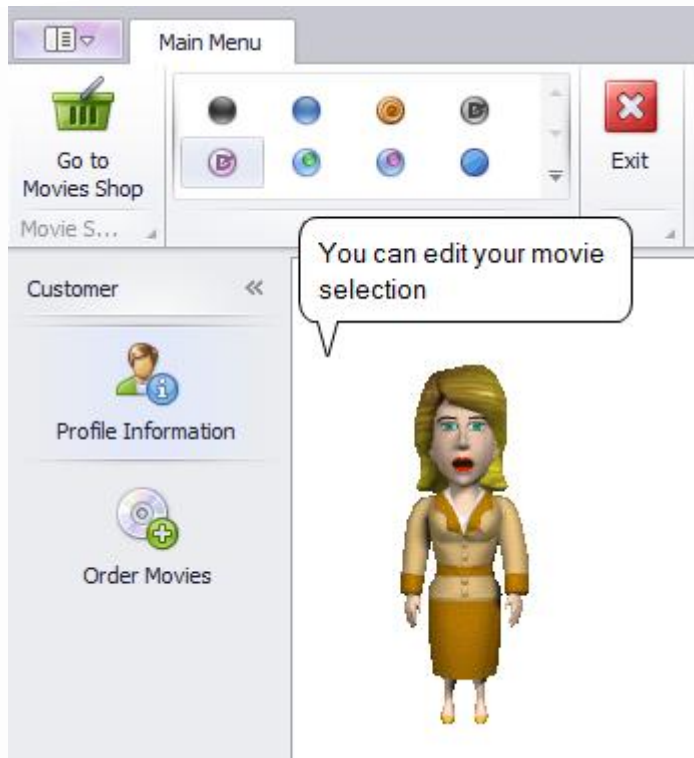 Main Menu
Go to
Movies Shop
Exit
Movie S...
You can edit your movie
selection
Customer
Profile Information
Order Movies